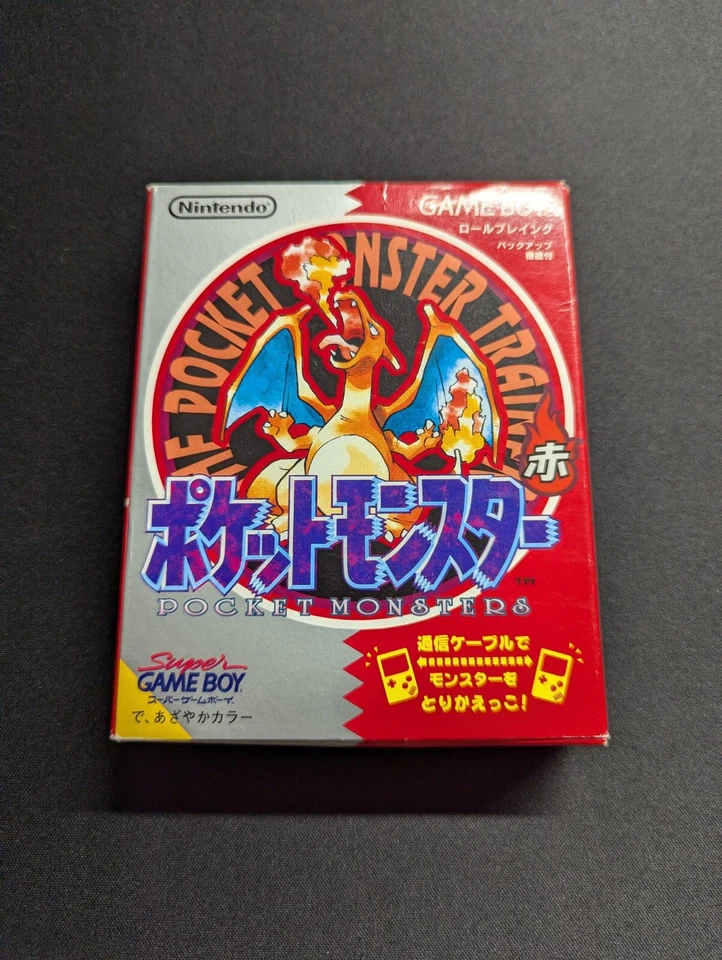 Nintendo
GAME BOY
ロールプレイング
バックアップ
機能付
THE POCKET MONSTER TRAINER
赤
ポケットモンスター
TM
POCKET MONSTERS
Super
GAME BOY
スーパーゲームボーイ
で、あざやかカラー
通信ケーブルで
モンスターを
とりかえっこ!